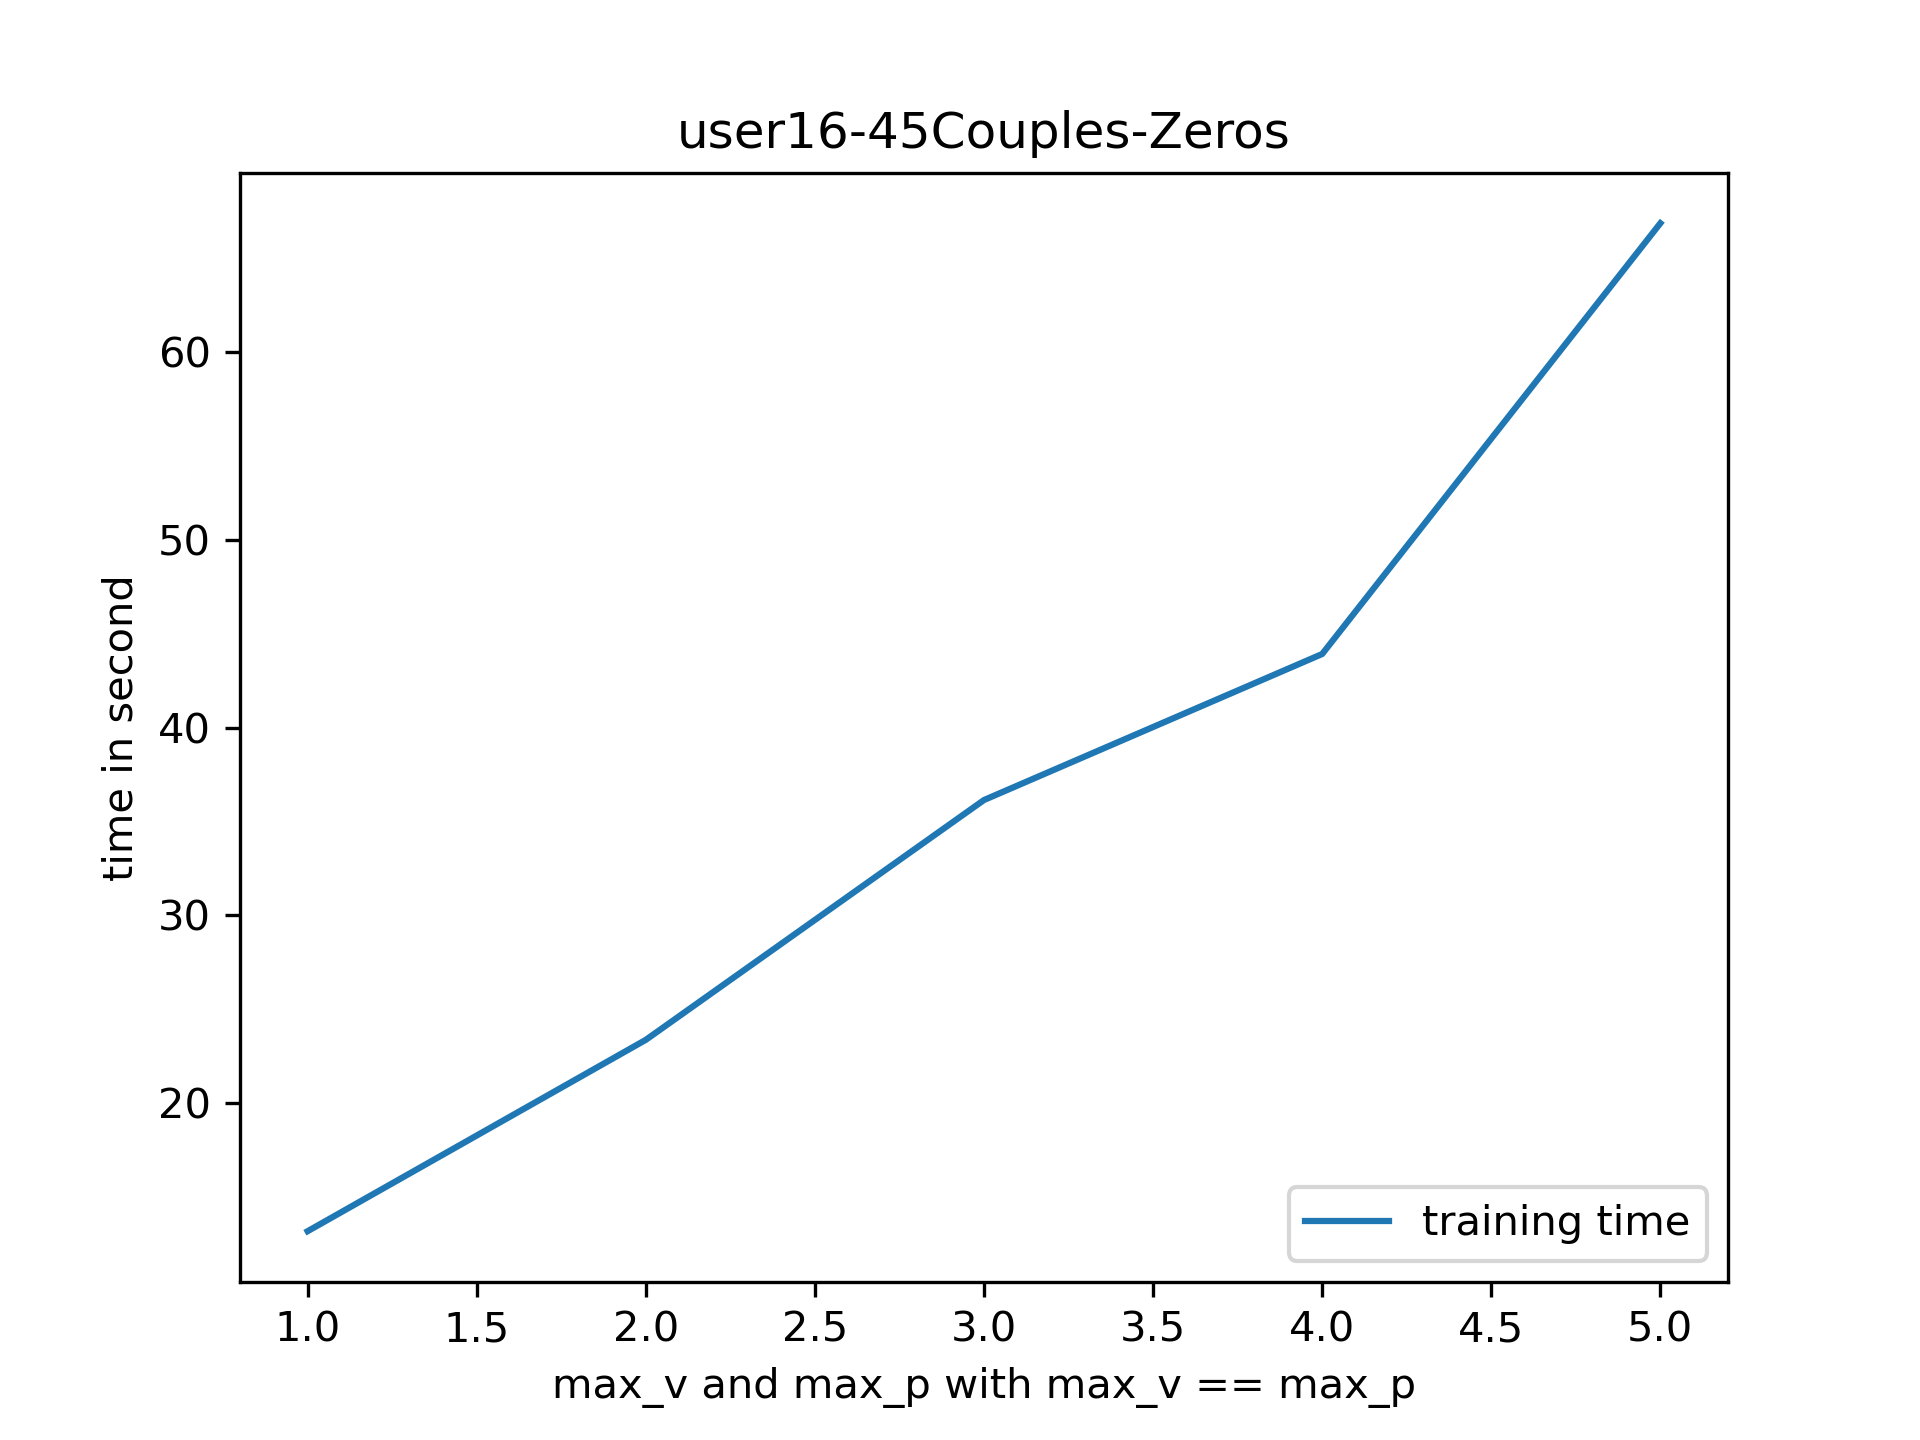 user16-45Couples-Zeros
time in second
60
50
40
30
20
training time
1.0 1.5 2.0 2.5 3.0 3.5 4.0 4.5 5.0
max_v and max_p with max_v == max_p